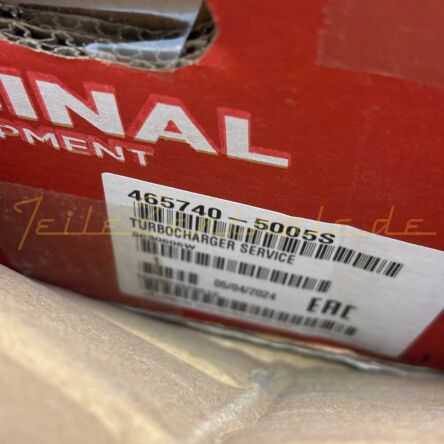 INAL
PMENT
465740-5005S
TURBOCHARGER SERVICE
1
05/04/2024
EAC